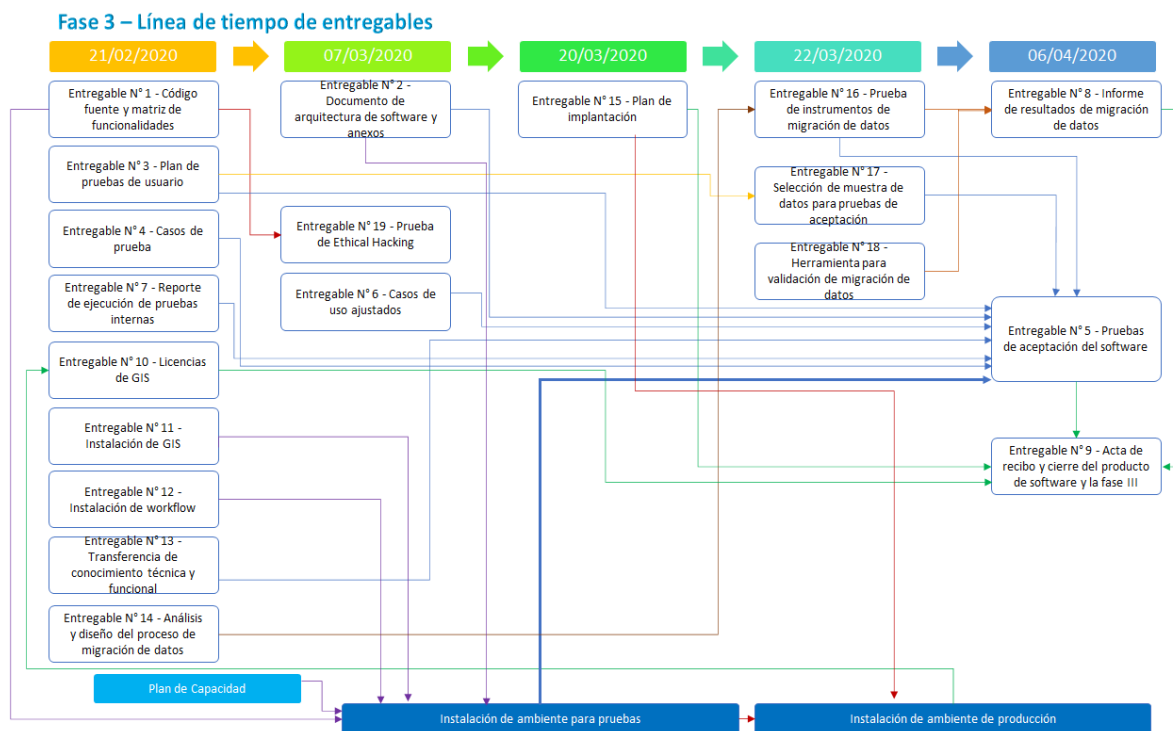 Fase 3 – Línea de tiempo de entregables
21/02/2020
07/03/2020
20/03/2020
22/03/2020
06/04/2020
Entregable N° 1 - Código
fuente y matriz de
funcionalidades
Entregable N° 3 - Plan de
pruebas de usuario
Entregable N° 4 - Casos de
prueba
Entregable N° 7 - Reporte
de ejecución de pruebas
internas
Entregable N° 10 - Licencias
de GIS
Entregable N° 11 -
Instalación de GIS
Entregable N° 12 -
Instalación de workflow
Entregable N° 13 -
Transferencia de
conocimiento técnica y
funcional
Entregable N° 14 - Análisis
y diseño del proceso de
migración de datos
Entregable N° 2 -
Documento de
arquitectura de software y
anexos
Entregable N° 19 - Prueba
de Ethical Hacking
Entregable N° 6 - Casos de
uso ajustados
Entregable N° 15 - Plan de
implantación
Entregable N° 16 - Prueba
de instrumentos de
migración de datos
Entregable N° 17 -
Selección de muestra de
datos para pruebas de
aceptación
Entregable N° 18 -
Herramienta para
validación de migración de
datos
Entregable N° 8 - Informe
de resultados de migración
de datos
Entregable N° 5 - Pruebas
de aceptación del software
Entregable N° 9 - Acta de
recibo y cierre del producto
de software y la fase III
Plan de Capacidad
Instalación de ambiente para pruebas
Instalación de ambiente de producción